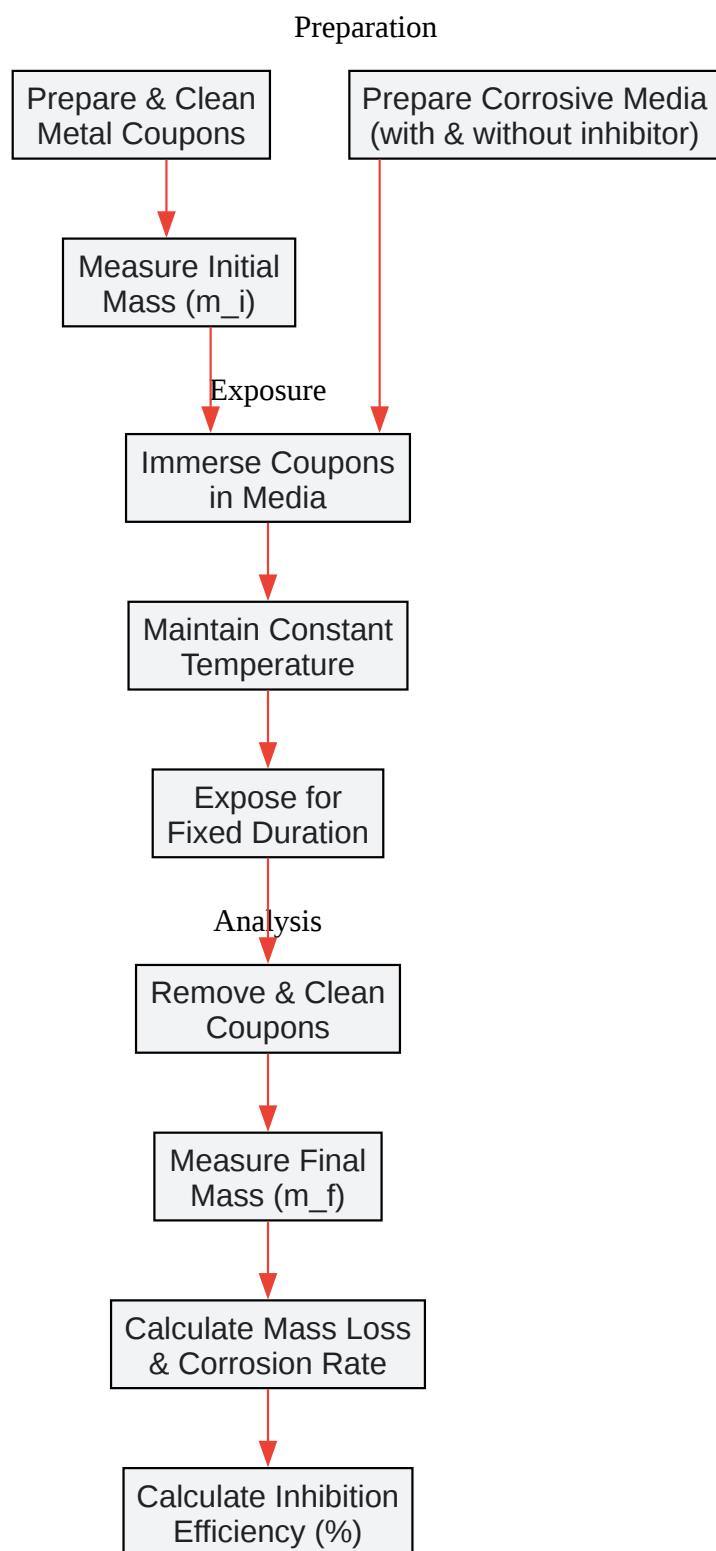 Preparation
Prepare & Clean
Metal Coupons
Prepare Corrosive Media
(with & without inhibitor)
Measure Initial
Mass (m_i)
Exposure
Immerse Coupons
in Media
Maintain Constant
Temperature
Expose for
Fixed Duration
Analysis
Remove & Clean
Coupons
Measure Final
Mass (m_f)
Calculate Mass Loss
& Corrosion Rate
Calculate Inhibition
Efficiency (%)